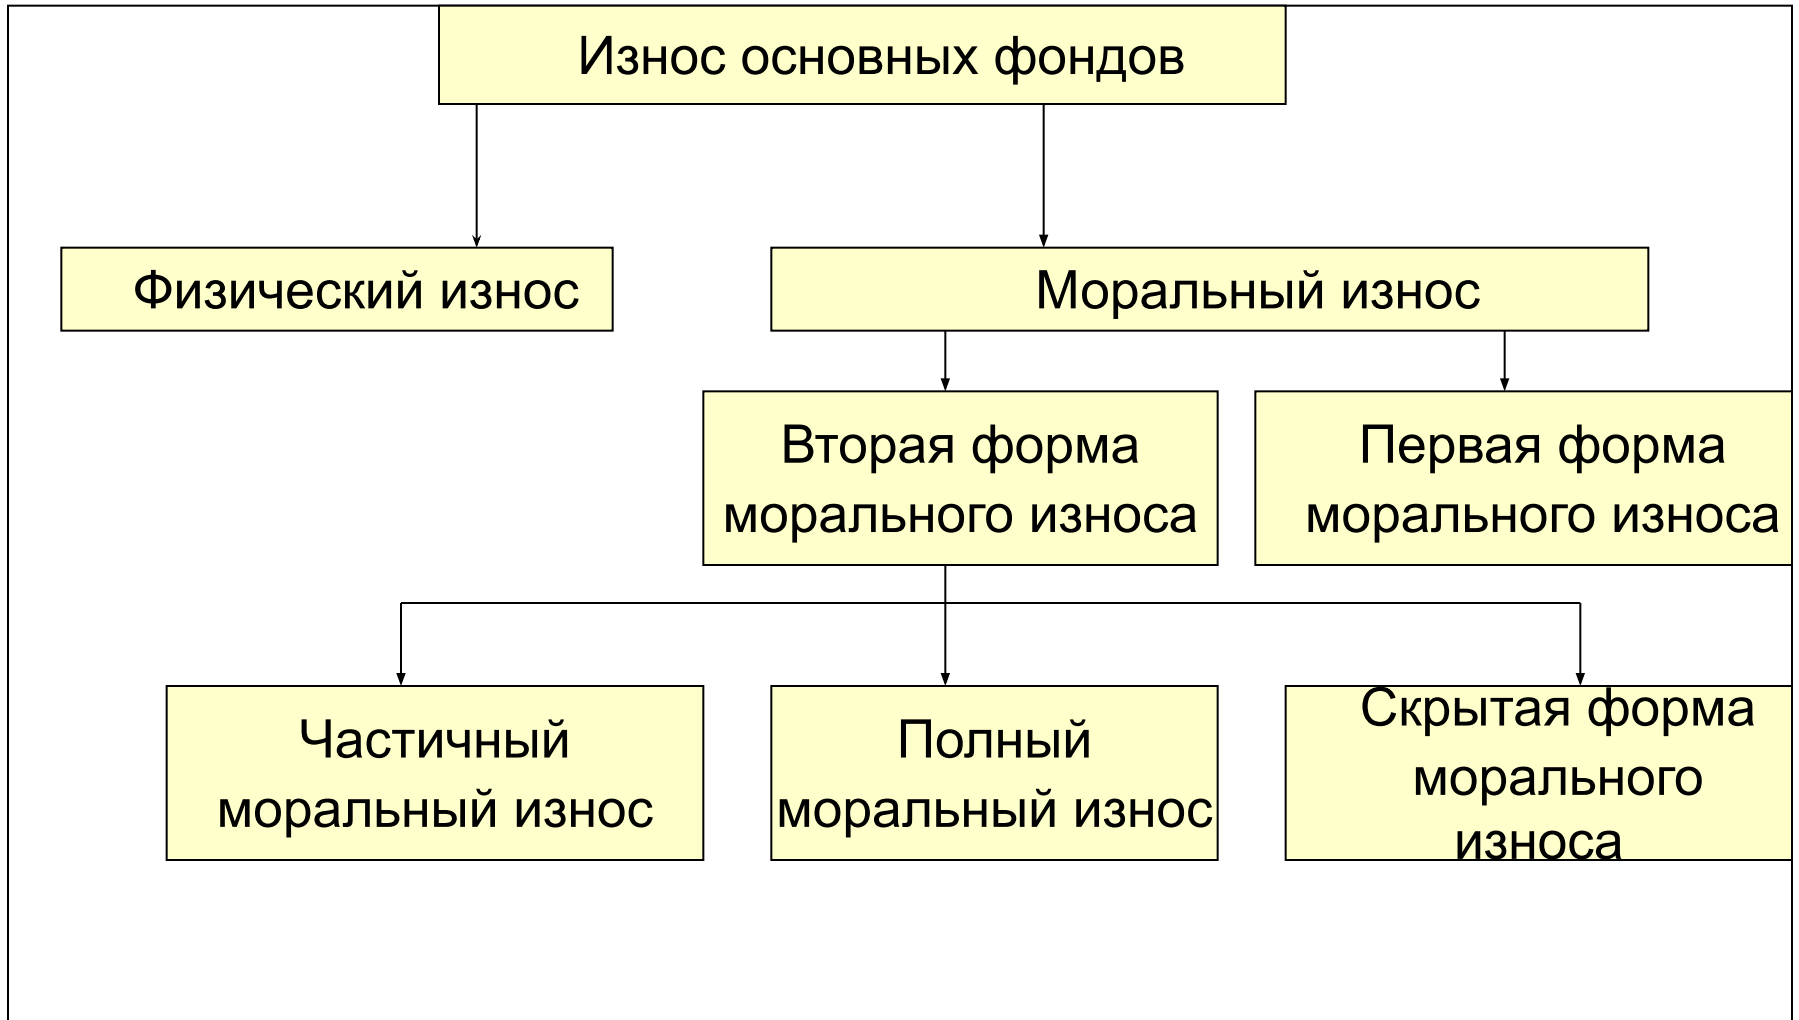 Износ основных фондов
Физический износ
Моральный износ
Вторая форма
морального износа
Первая форма
морального износа
Частичный
моральный износ
Полный
моральный износ
Скрытая форма
морального
износа